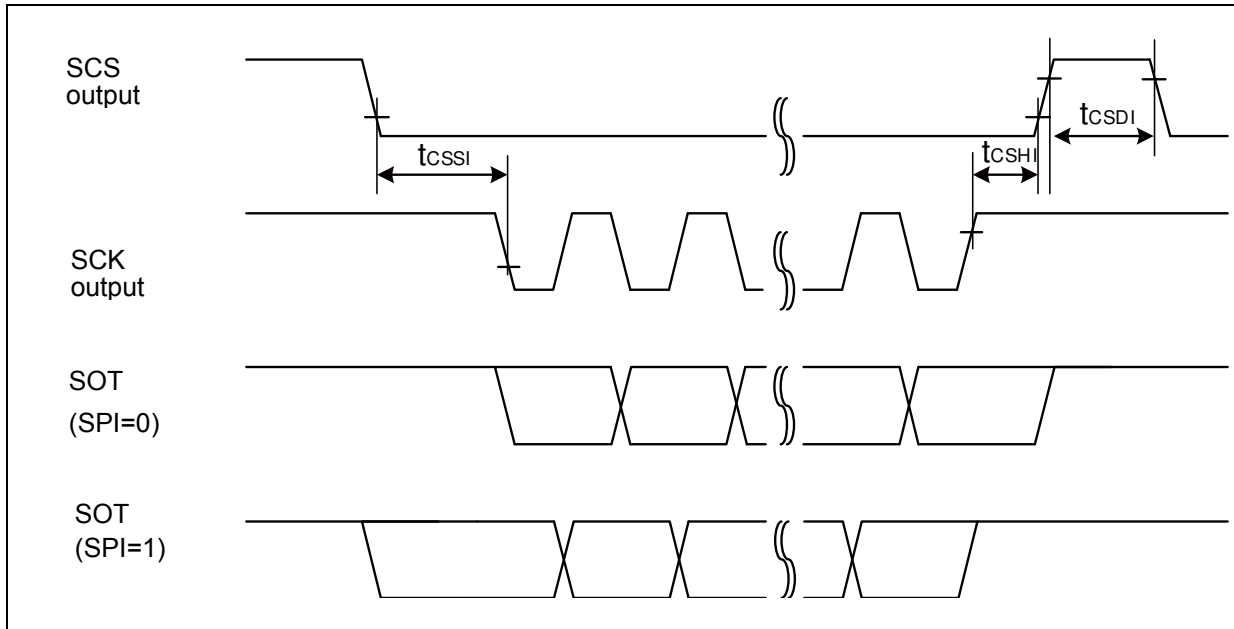 SCS
output
tCSSI
tCSHI
tCSDI
SCK
output
SOT
(SPI=0)
SOT
(SPI=1)